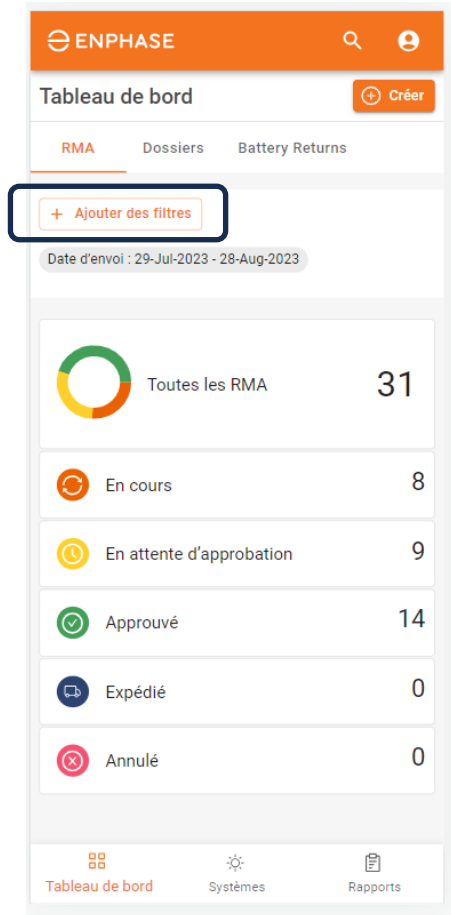 ENPHASE
Tableau de bord
Créer
RMA Dossiers Battery Returns
+ Ajouter des filtres
Date d'envoi : 29-Jul-2023 - 28-Aug-2023
Toutes les RMA 31
En cours 8
En attente d'approbation 9
Approuvé 14
Expédié 0
Annulé 0
Tableau de bord Systèmes Rapports